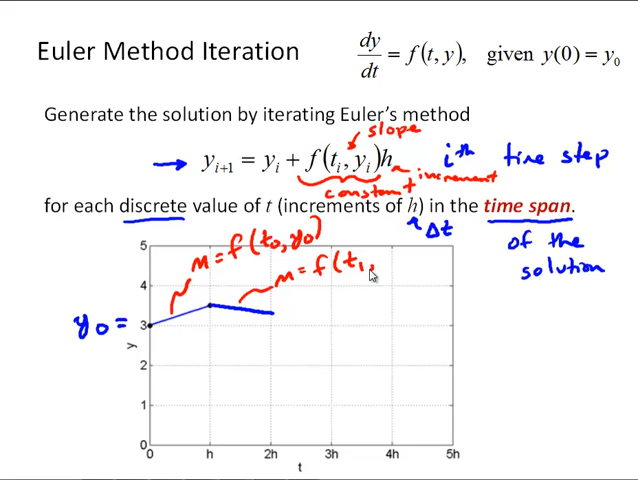 Euler Method Iteration
dy/dt = f(t, y), given y(0) = y₀
Generate the solution by iterating Euler's method
slope
→ yᵢ₊₁ = yᵢ + f(tᵢ, yᵢ)h
iᵗʰ time step
increment
constant
for each discrete value of t (increments of h) in the time span.
Δt
of the
solution
m = f(t₀, y₀)
m = f(t₁,
y₀ =
5
4
3
2
1
0
y
0 h 2h 3h 4h 5h
t